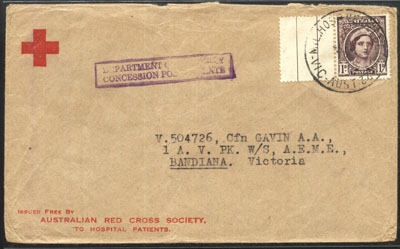 DEPARTMENT
CONCESSION
AUSTRALIA
POSTAGE
V.504726, Cfn GAVIN A.A.,
1 A. V. PK. W/S, A.E.M.E.,
BANDIANA. Victoria
ISSUED FREE BY
AUSTRALIAN RED CROSS SOCIETY,
TO HOSPITAL PATIENTS.